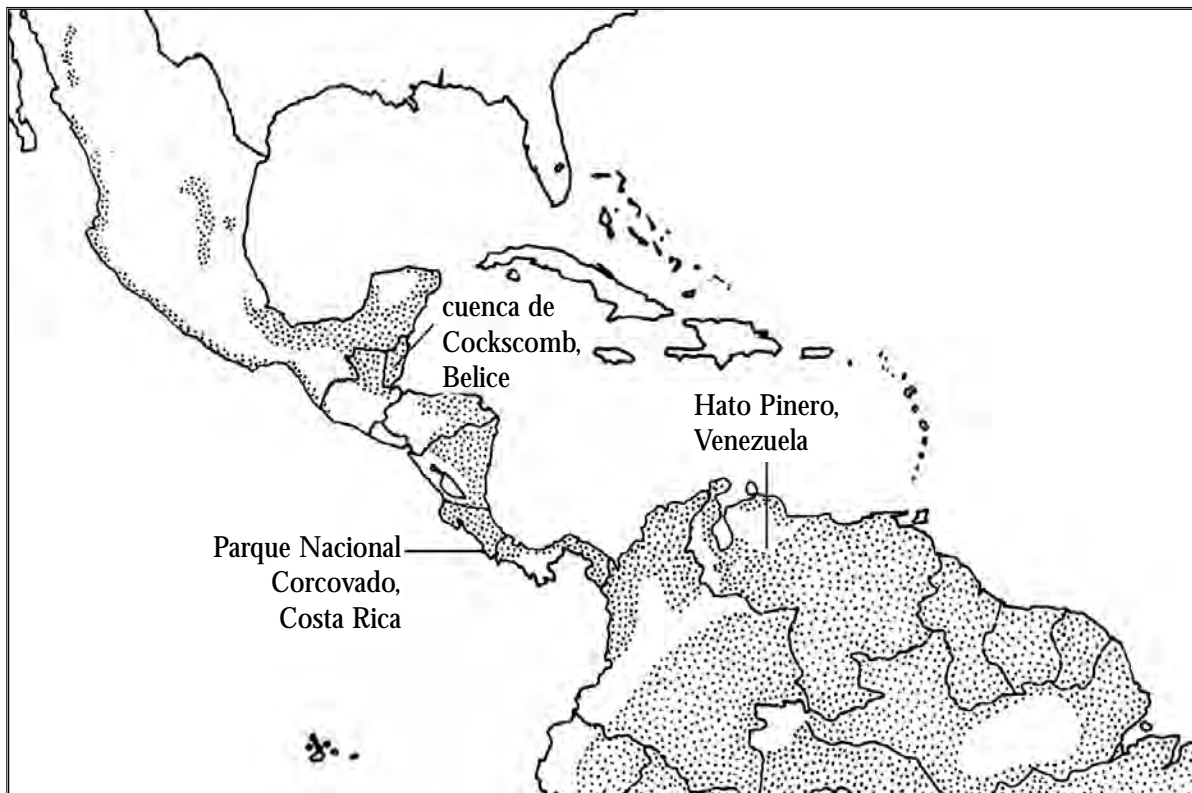 cuenca de
Cockscomb,
Belice
Hato Pinero,
Venezuela
Parque Nacional
Corcovado,
Costa Rica